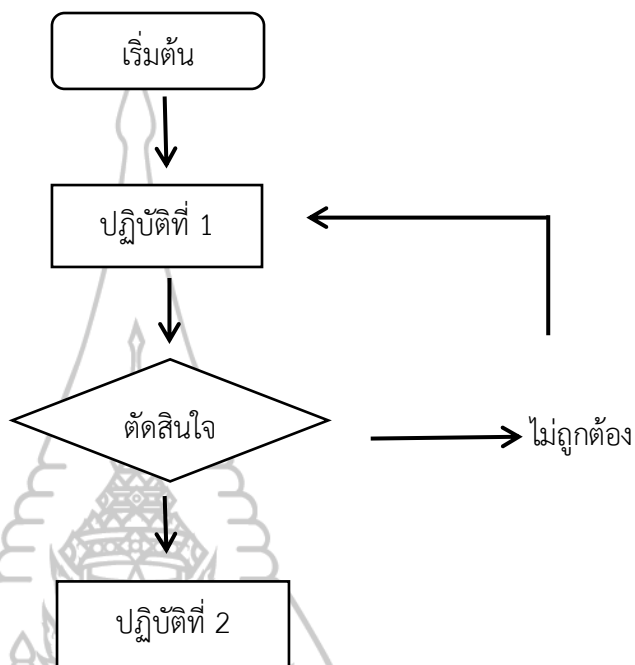 เริ่มต้น
ปฏิบัติที่ 1
ตัดสินใจ
ไม่ถูกต้อง
ปฏิบัติที่ 2